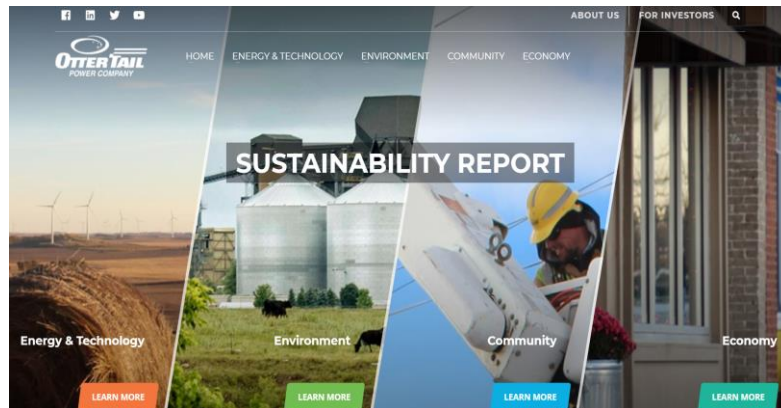 ABOUT US FOR INVESTORS
OTTER TAIL
POWER COMPANY
HOME ENERGY & TECHNOLOGY ENVIRONMENT COMMUNITY ECONOMY
SUSTAINABILITY REPORT
Energy & Technology Environment Community Economy
LEARN MORE LEARN MORE LEARN MORE LEARN MORE